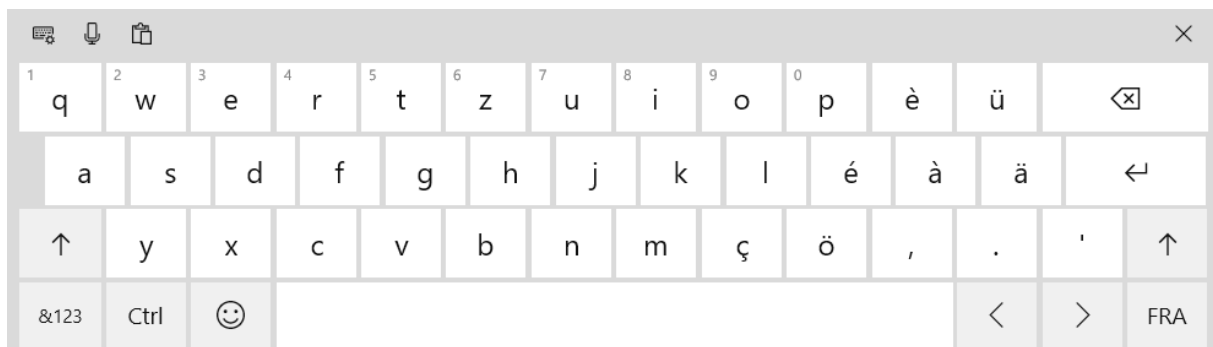 1 q 2 w 3 e 4 r 5 t 6 z 7 u 8 i 9 o 0 p è ü
a s d f g h j k l é à ä
y x c v b n m ç ö , . '
&123 Ctrl FRA